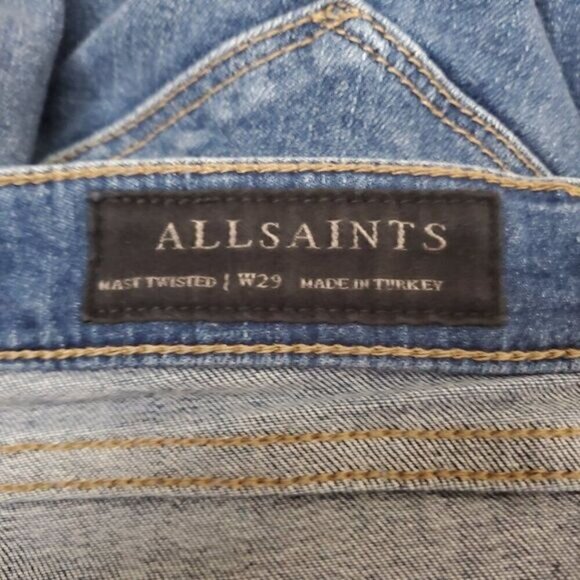 ALLSAINTS
MAST TWISTED | W29 MADE IN TURKEY